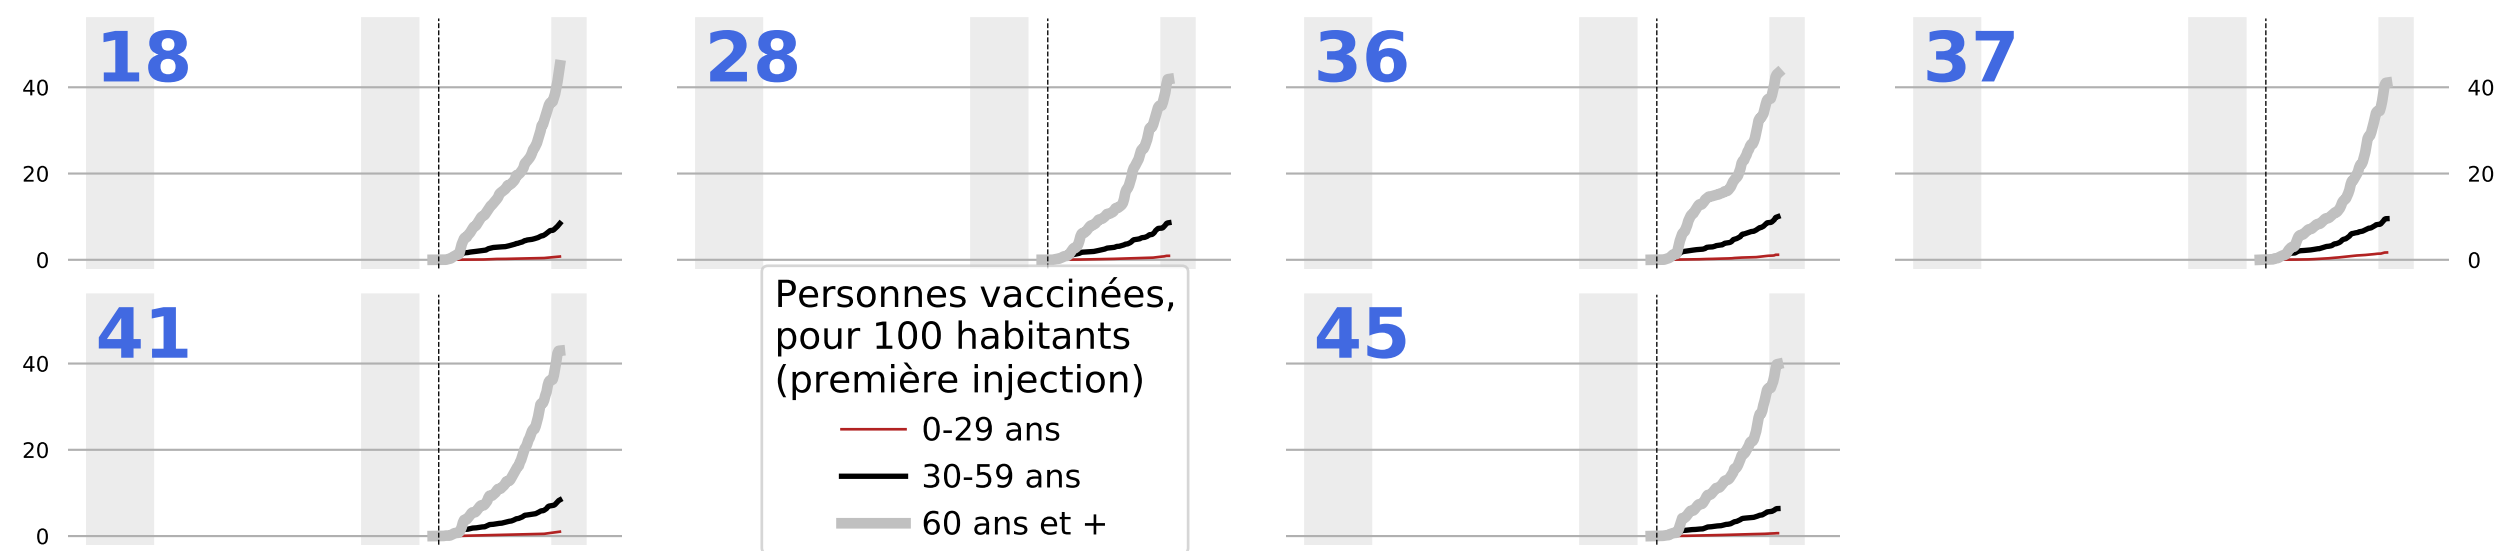 18
28
36
37
40
20
0
40
20
0
41
45
40
20
0
Personnes vaccinées,
pour 100 habitants
(première injection)
0-29 ans
30-59 ans
60 ans et +